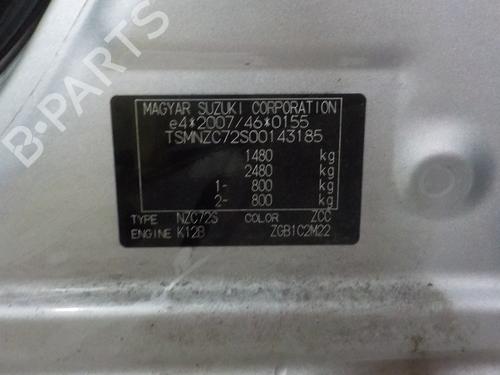 MAGYAR SUZUKI CORPORATION
e4*2007/46*0155
TSMNZC72S00143185
1480 kg
2480 kg
1- 800 kg
2- 800 kg
TYPE NZC72S COLOR ZCC
ENGINE K12B ZGB1C2M22
B-PARTS